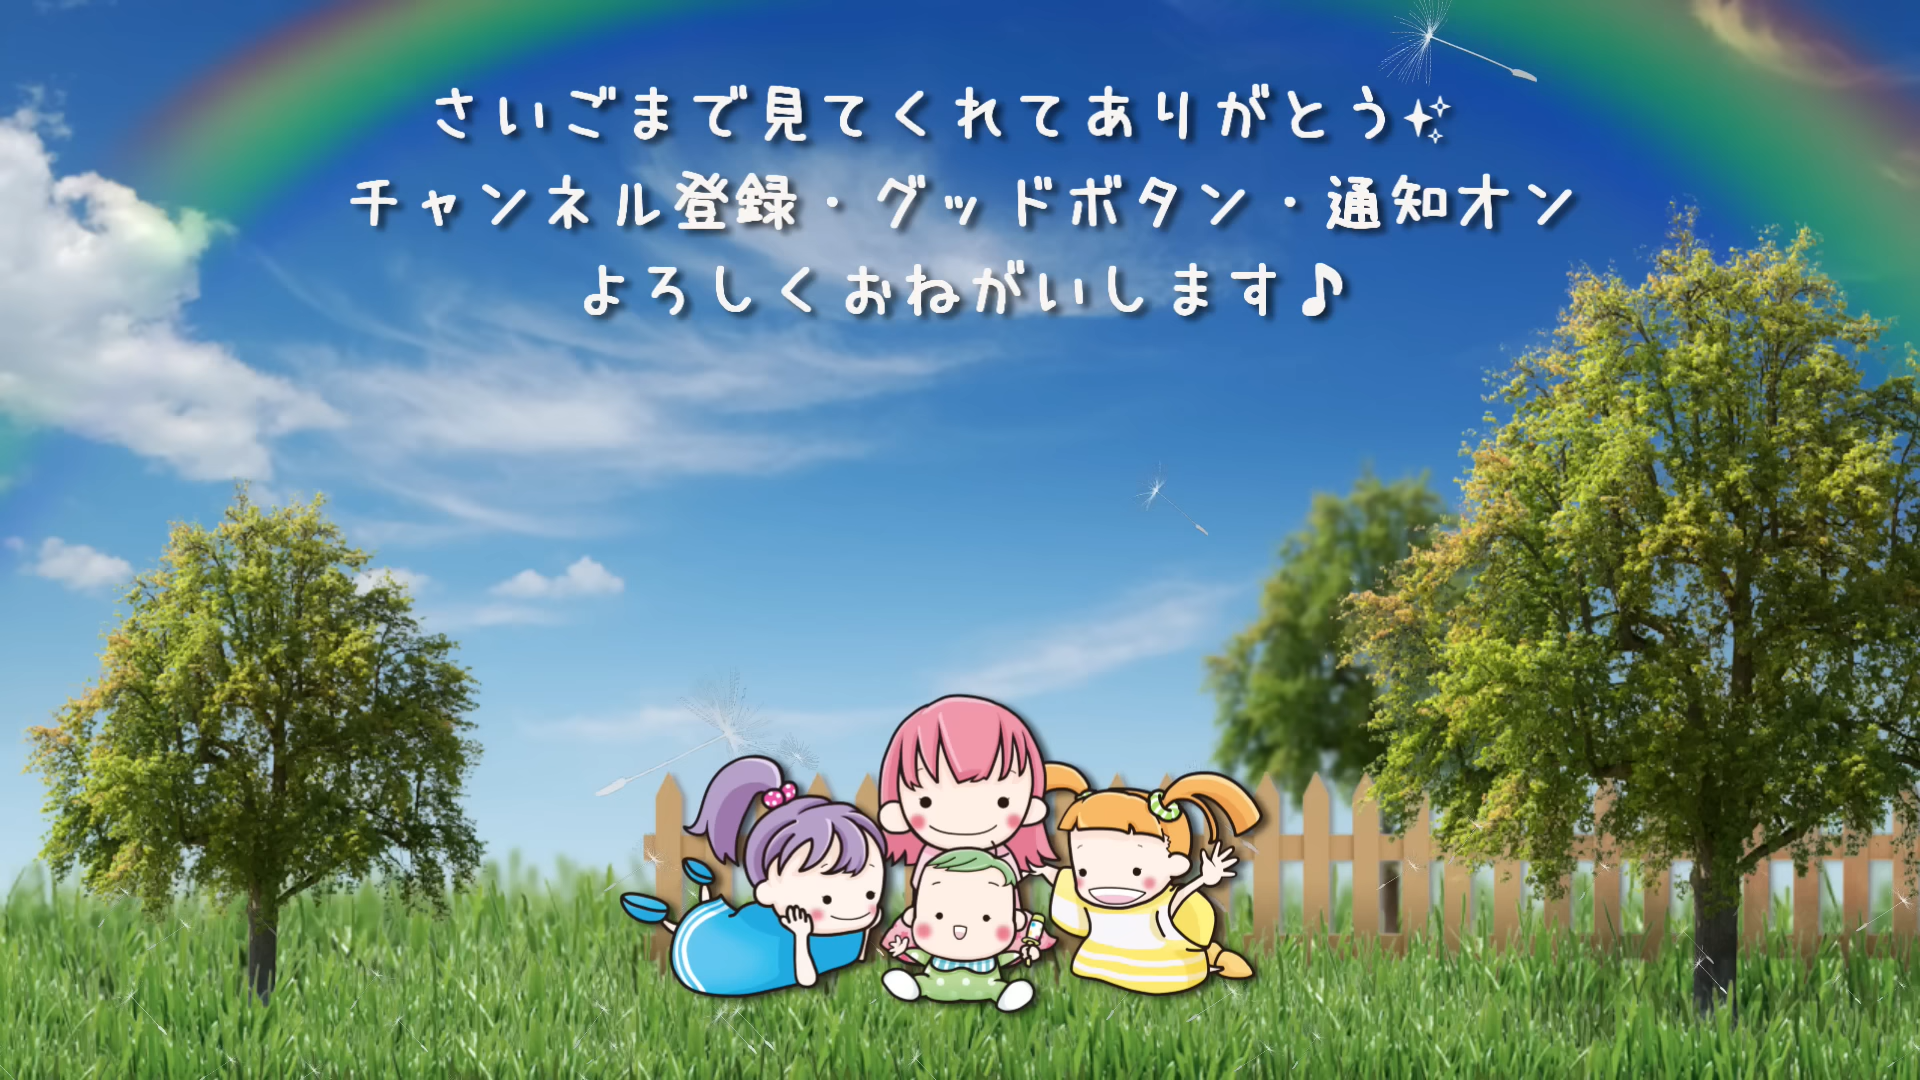 さいごまで見てくれてありがとう✨
チャンネル登録・グッドボタン・通知オン
よろしくおねがいします♪